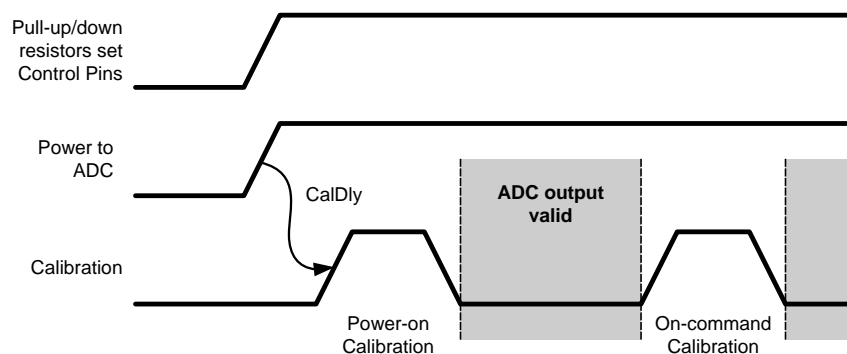 Pull-up/down
resistors set
Control Pins
Power to
ADC
CalDly
ADC output
valid
Calibration
Power-on
Calibration
On-command
Calibration